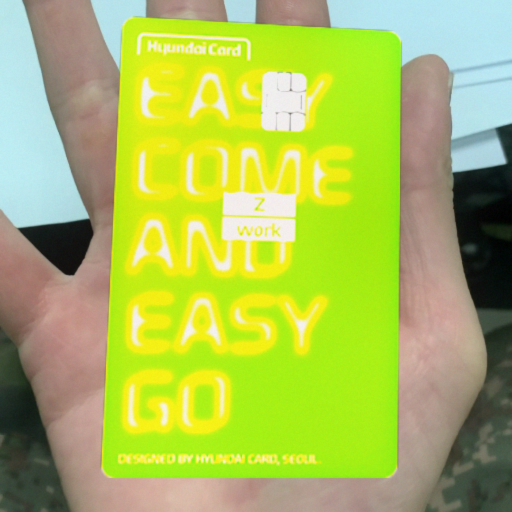 Hyundai Card
EASY
COME
Z
work
AND
EASY
GO
DESIGNED BY HYUNDAI CARD, SEOUL.